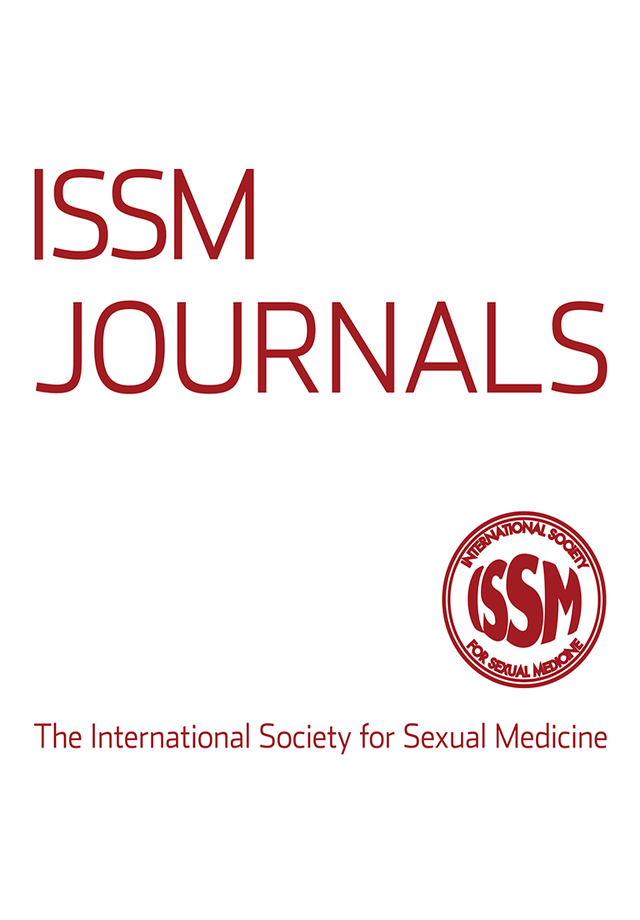 ISSM
JOURNALS
INTERNATIONAL SOCIETY
ISSM
FOR SEXUAL MEDICINE
The International Society for Sexual Medicine